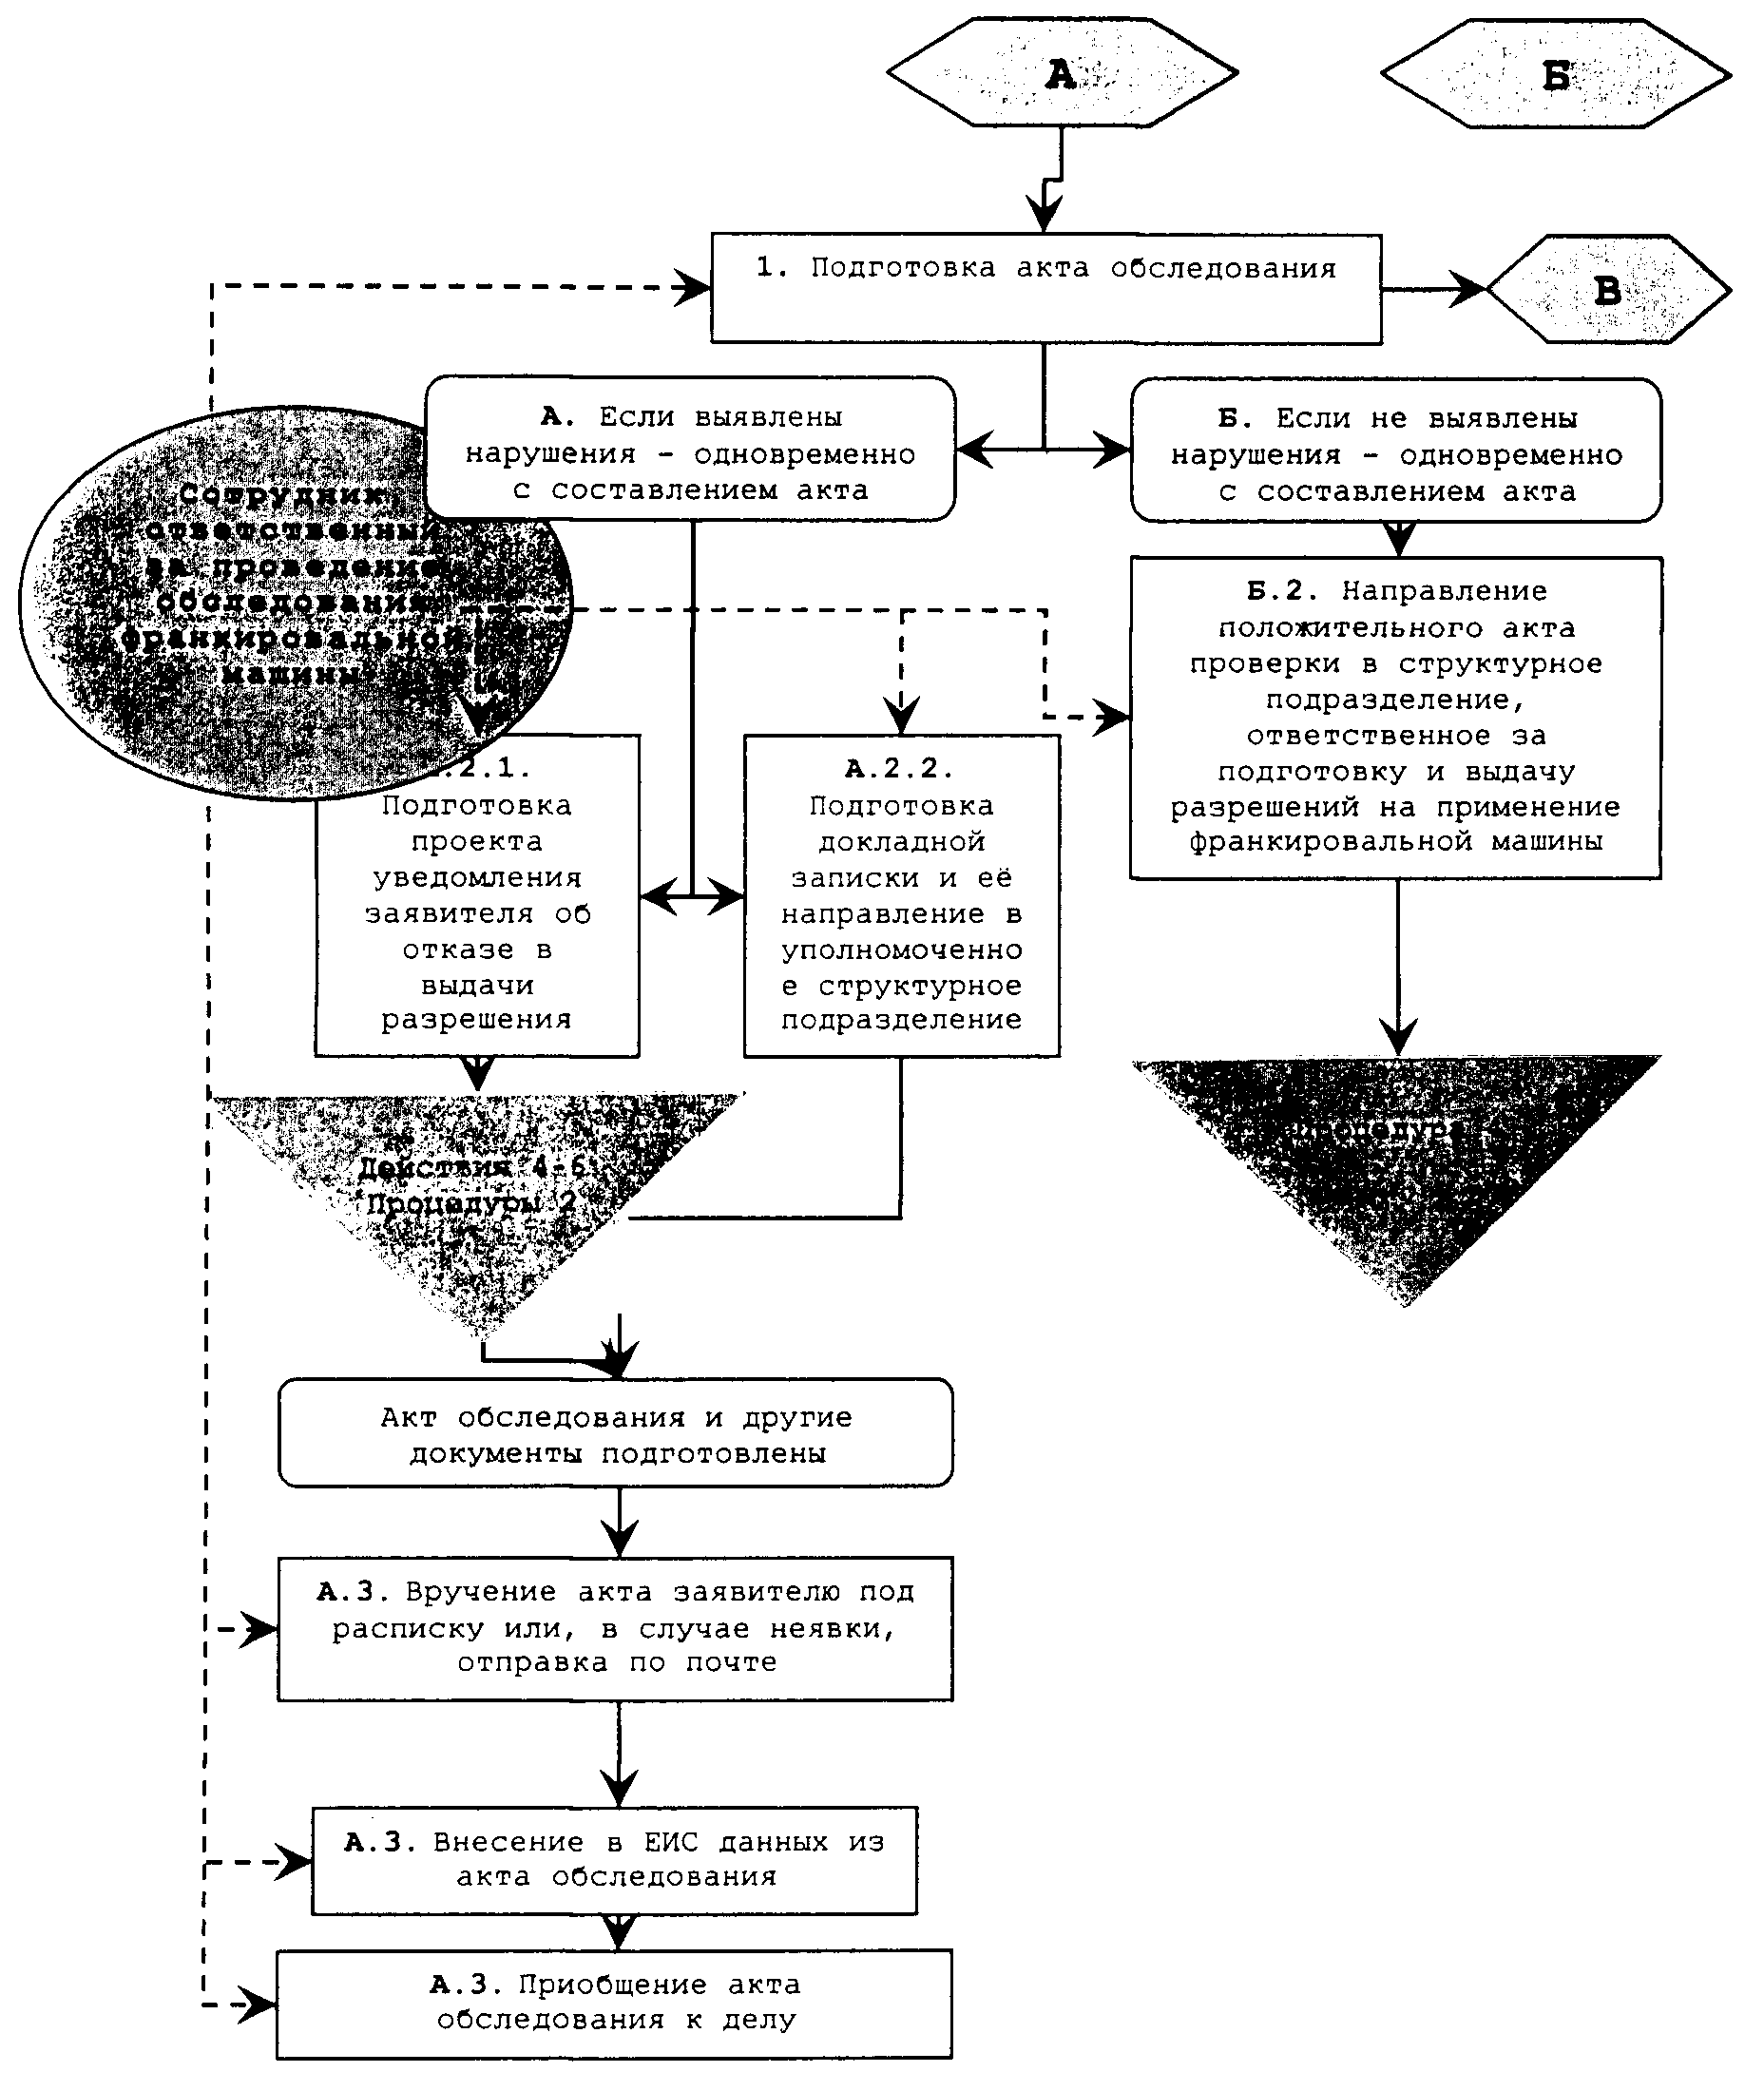 А
Б
1. Подготовка акта обследования
В
А. Если выявлены
нарушения - одновременно
с составлением акта
Б. Если не выявлены
нарушения - одновременно
с составлением акта
Сотрудник
ответственный
за проведение
обследования
франкировальной
машины
Б.2. Направление
положительного акта
проверки в структурное
подразделение,
ответственное за
подготовку и выдачу
разрешений на применение
франкировальной машины
.2.1.
Подготовка
проекта
уведомления
заявителя об
отказе в
выдачи
разрешения
А.2.2.
Подготовка
докладной
записки и её
направление в
уполномоченно
е структурное
подразделение
Действия 4-6
Процедуры 2
Процедура
Акт обследования и другие
документы подготовлены
А.3. Вручение акта заявителю под
расписку или, в случае неявки,
отправка по почте
А.3. Внесение в ЕИС данных из
акта обследования
А.3. Приобщение акта
обследования к делу